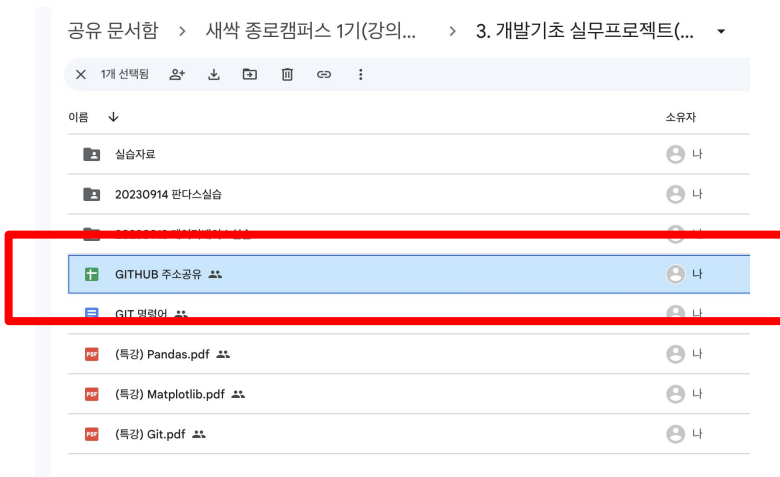 공유 문서함 > 새싹 종로캠퍼스 1기(강의... > 3. 개발기초 실무프로젝트(...
1개 선택됨
이름 소유자
실습자료 나
20230914 판다스실습 나
GITHUB 주소공유 나
GIT 명령어 나
PDF (특강) Pandas.pdf 나
PDF (특강) Matplotlib.pdf 나
PDF (특강) Git.pdf 나